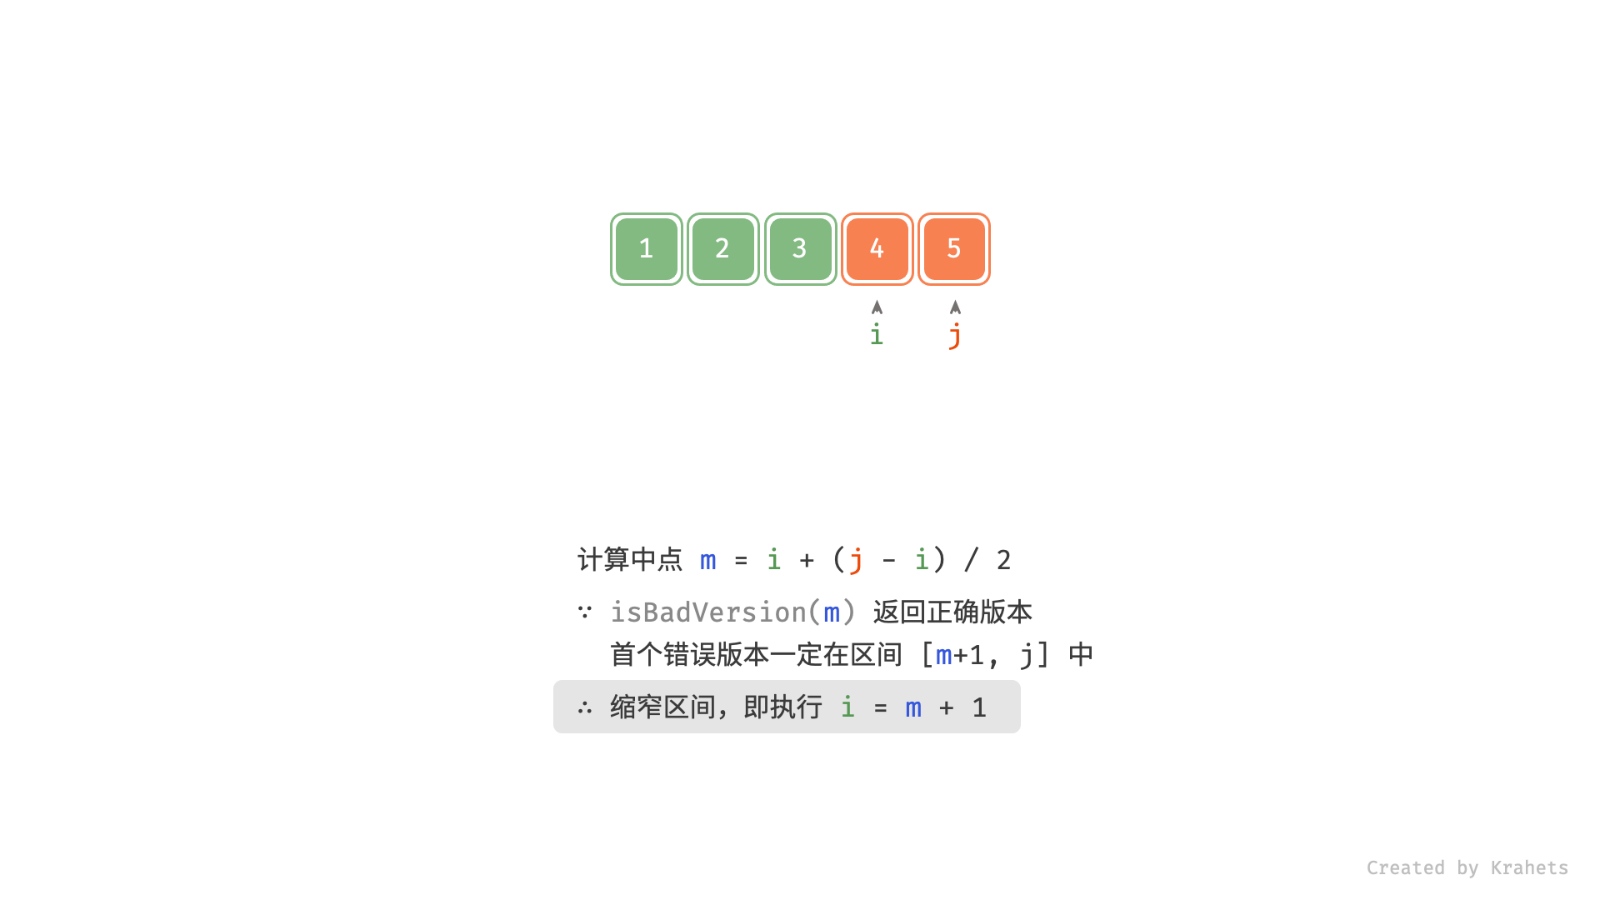 1 2 3 4 5
i j
计算中点 m = i + (j - i) / 2
∵ isBadVersion(m) 返回正确版本
首个错误版本一定在区间 [m+1, j] 中
∴ 缩窄区间，即执行 i = m + 1
Created by Krahets